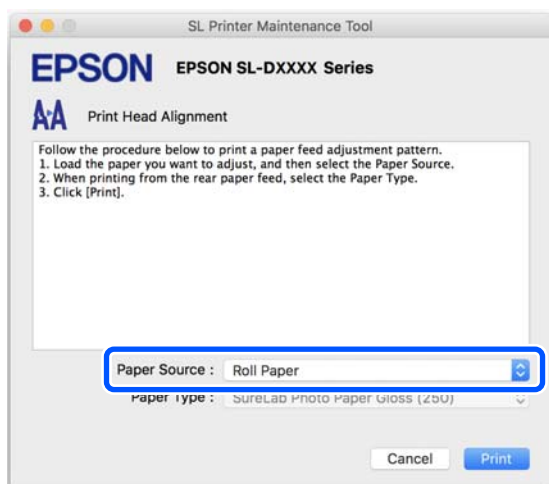 SL Printer Maintenance Tool
EPSON EPSON SL-DXXXX Series
A A Print Head Alignment
Follow the procedure below to print a paper feed adjustment pattern.
1. Load the paper you want to adjust, and then select the Paper Source.
2. When printing from the rear paper feed, select the Paper Type.
3. Click [Print].
Paper Source : Roll Paper
Paper Type : SureLab Photo Paper Gloss (250)
Cancel Print